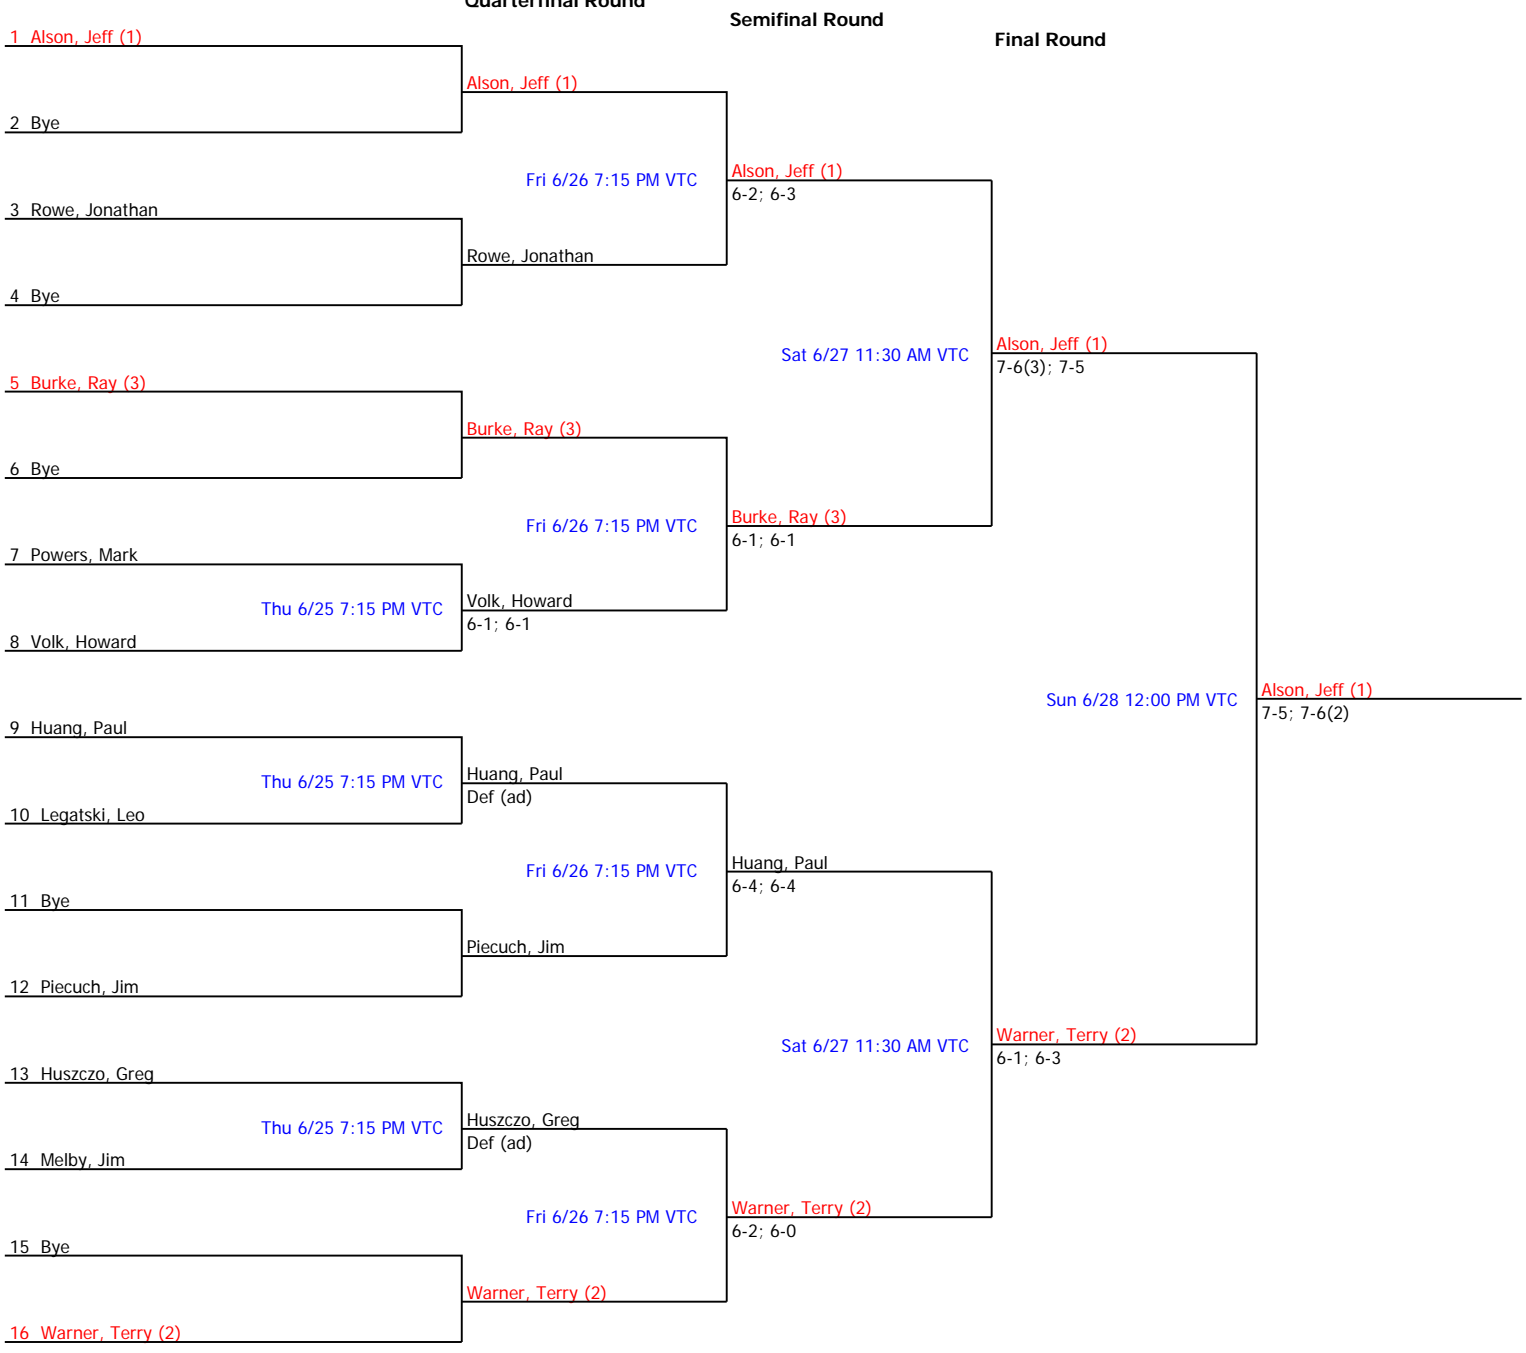 Quarterfinal Round
Semifinal Round
Final Round
1 Alson, Jeff (1)
Alson, Jeff (1)
2 Bye
Fri 6/26 7:15 PM VTC
Alson, Jeff (1)
6-2; 6-3
3 Rowe, Jonathan
Rowe, Jonathan
4 Bye
Sat 6/27 11:30 AM VTC
Alson, Jeff (1)
7-6(3); 7-5
5 Burke, Ray (3)
Burke, Ray (3)
6 Bye
Fri 6/26 7:15 PM VTC
Burke, Ray (3)
6-1; 6-1
7 Powers, Mark
Thu 6/25 7:15 PM VTC
Volk, Howard
6-1; 6-1
8 Volk, Howard
Sun 6/28 12:00 PM VTC
Alson, Jeff (1)
7-5; 7-6(2)
9 Huang, Paul
Thu 6/25 7:15 PM VTC
Huang, Paul
Def (ad)
10 Legatski, Leo
Fri 6/26 7:15 PM VTC
Huang, Paul
6-4; 6-4
11 Bye
Piecuch, Jim
12 Piecuch, Jim
Sat 6/27 11:30 AM VTC
Warner, Terry (2)
6-1; 6-3
13 Huszczo, Greg
Thu 6/25 7:15 PM VTC
Huszczo, Greg
Def (ad)
14 Melby, Jim
Fri 6/26 7:15 PM VTC
Warner, Terry (2)
6-2; 6-0
15 Bye
Warner, Terry (2)
16 Warner, Terry (2)